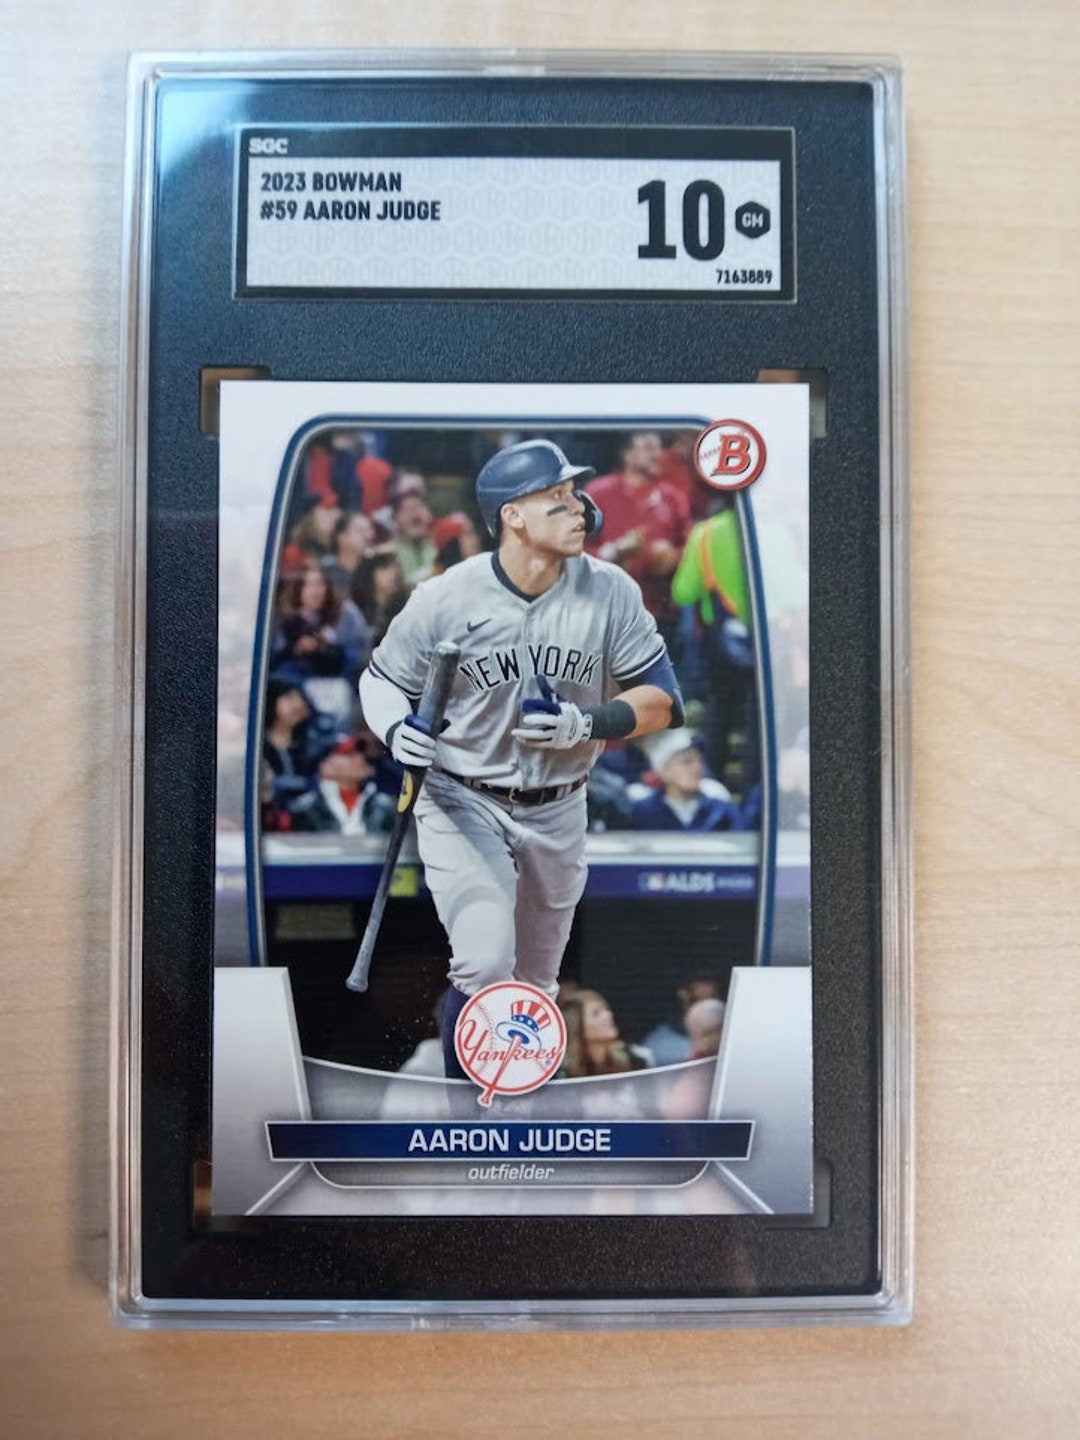 SGC
2023 BOWMAN
#59 AARON JUDGE
10
GM
7163889
B
NEW YORK
ALDS
Yankees
AARON JUDGE
outfielder